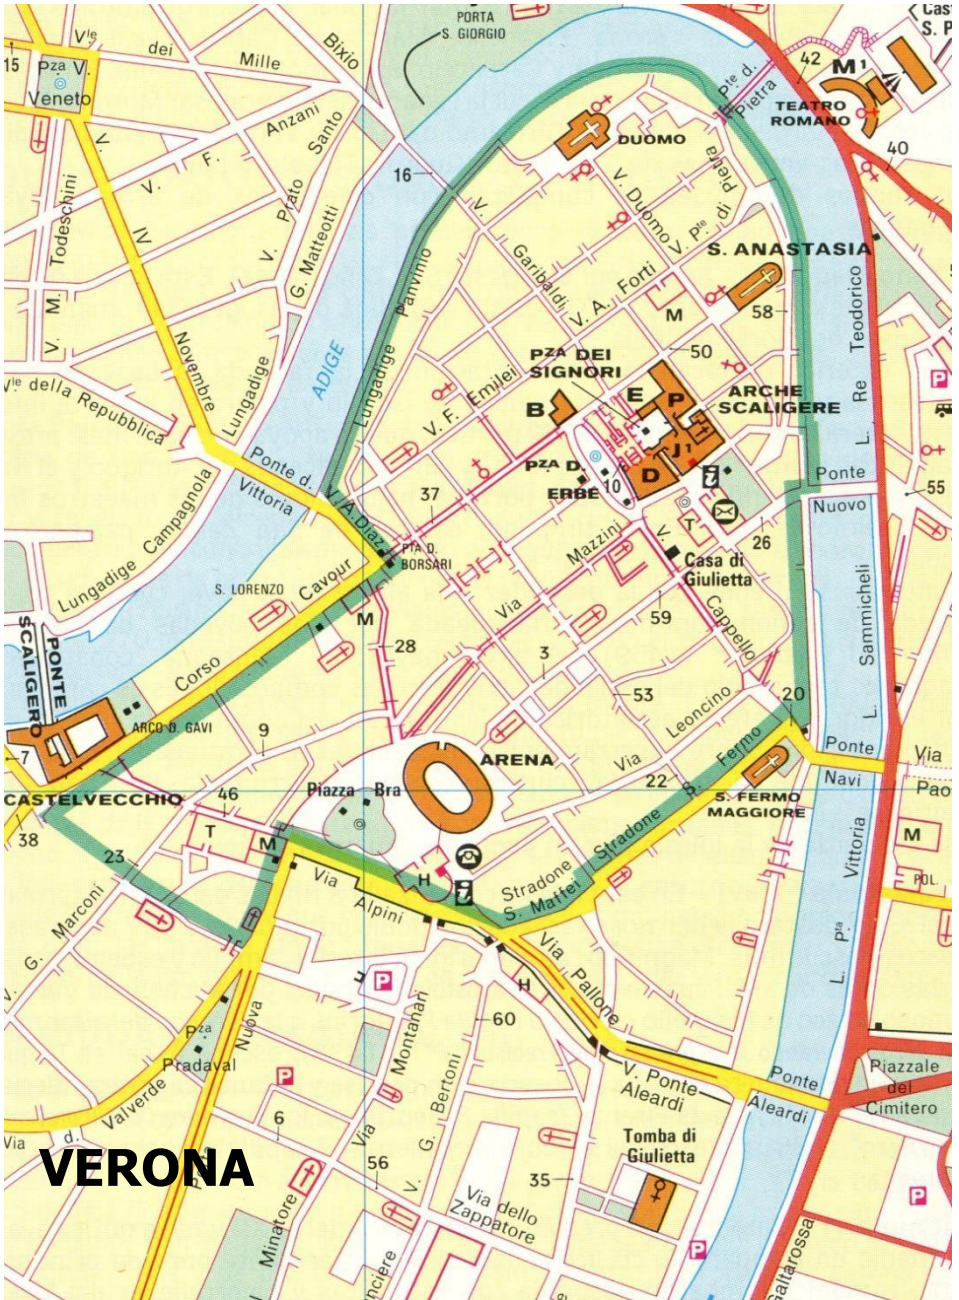 PORTA
S. GIORGIO
Cast
S. P
42
M¹
TEATRO
ROMANO
40
Vle
dei
Mille
Bixio
15
Pza V.
Veneto
V.
IV
Novembre
V. F. Anzani
V. Prato Santo
G. Matteotti
V. M. Todeschini
Lungadige
Vle della Repubblica
ADIGE
16
Lungadige
Panvinio
V. Garibaldi
DUOMO
V. Duomo
Pte d.
Pietra
V. Pte di Pietra
S. ANASTASIA
58
V. A. Forti
M
50
PZA DEI
SIGNORI
ARCHE
SCALIGERE
V. F. Emilei
B
E
P
J1
D
10
PZA D.
ERBE
37
L. Re Teodorico
P
55
Ponte
Nuovo
Ponte d.
Vittoria
V. A. Diaz
PTA D.
BORSARI
Lungadige Campagnola
S. LORENZO
Corso Cavour
M
28
Via Mazzini
V. Cappello
T
26
Casa di
Giulietta
59
3
53
Via Leoncino
20
22
L. Sammicheli
PONTE
SCALIGERO
ARCO D. GAVI
7
9
CASTELVECCHIO
46
38
23
T
M
Piazza Bra
ARENA
H
Stradone S. Fermo
Stradone
S. Maffei
S. FERMO
MAGGIORE
Ponte
Navi
Via
Pao
M
POL.
L. Pta Vittoria
V. G. Marconi
Via
Alpini
Via Pallone
H
P
60
Pza
Pradaval
Nuova
Via d. Valverde
P
6
Via Montanari
V. G. Bertoni
V. Ponte
Aleardi
Ponte
Aleardi
Piazzale
del
Cimitero
Tomba di
Giulietta
35
56
VERONA
Minatore
Via dello
Zappatore
nciere
P
P
Galtarossa